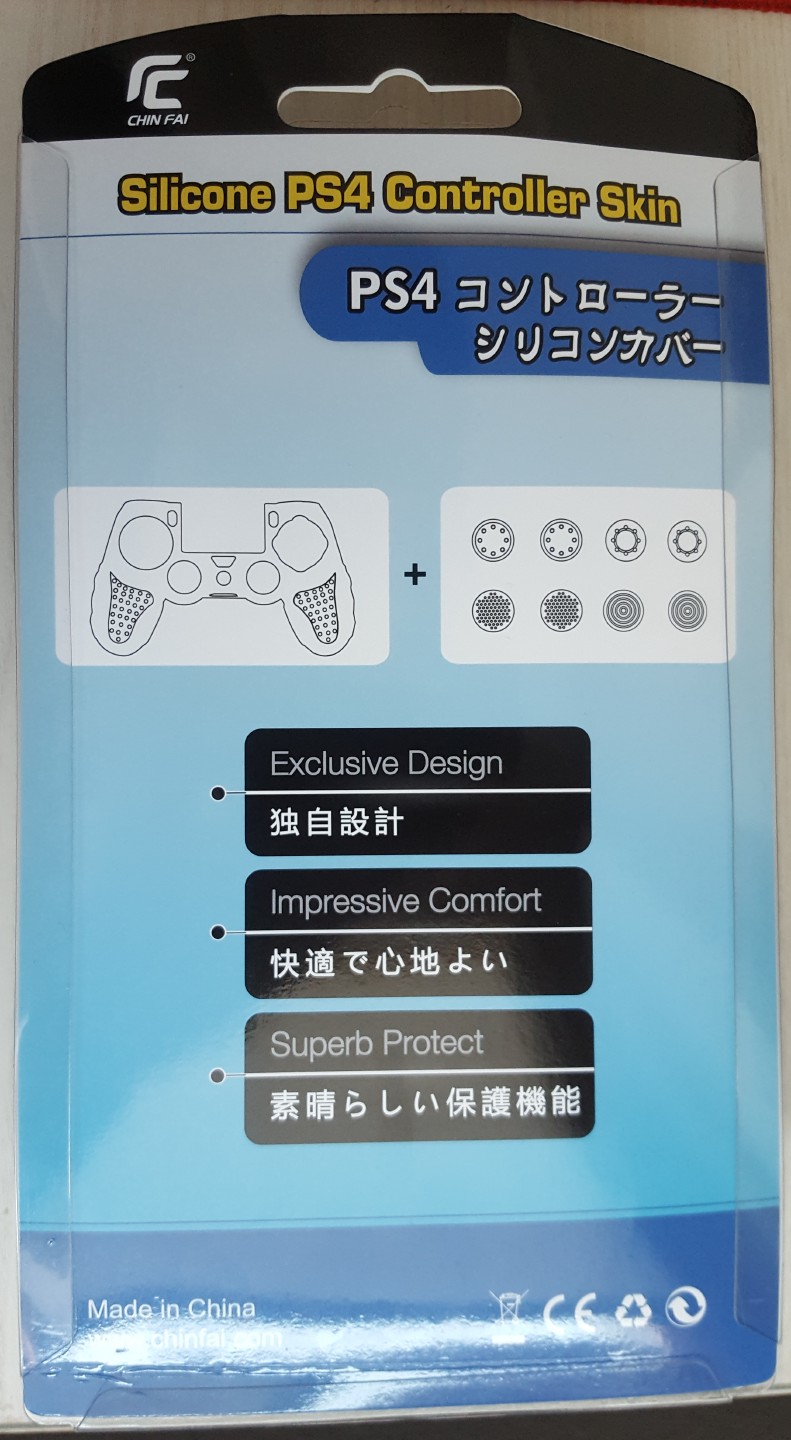 ®
CHIN FAI
Silicone PS4 Controller Skin
PS4 コントローラー
シリコンカバー
+
Exclusive Design
独自設計
Impressive Comfort
快適で心地よい
Superb Protect
素晴らしい保護機能
Made in China
www.chinfai.com
CE